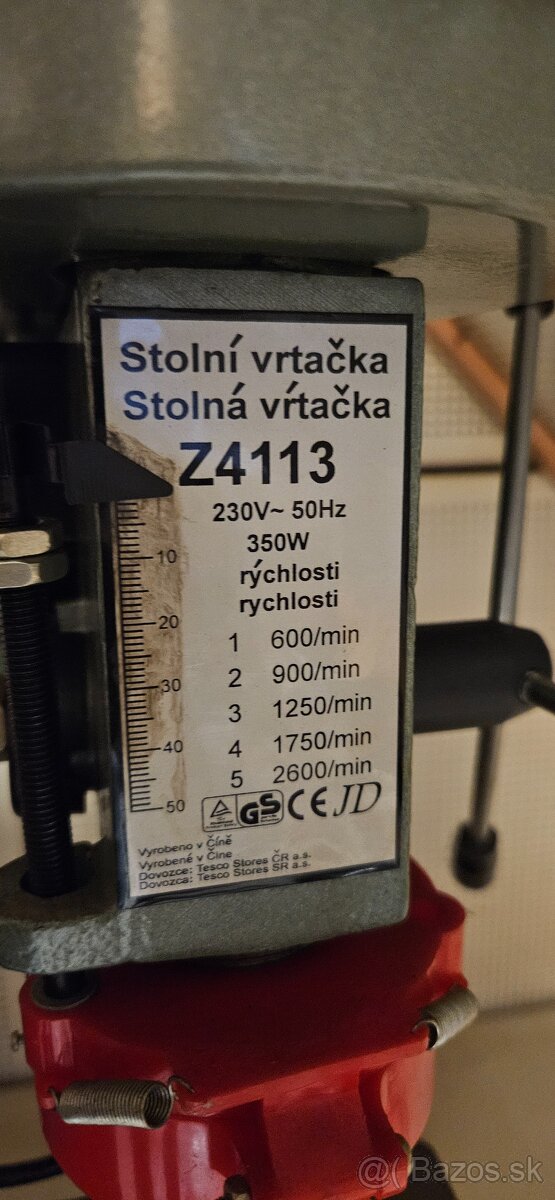 Stolní vrtačka
Stolná vŕtačka
Z4113
230V~ 50Hz
350W
rýchlosti
rychlosti
1 600/min
2 900/min
3 1250/min
4 1750/min
5 2600/min
10
20
30
40
50
GS CE JD
Vyrobeno v Číně
Vyrobené v Číne
Dovozce: Tesco Stores ČR a.s.
Dovozca: Tesco Stores SR a.s.
Bazos.sk